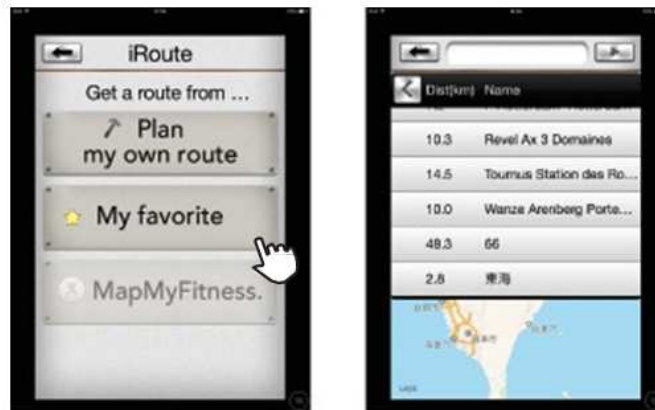 iRoute
Get a route from ...
Plan
my own route
My favorite
MapMyFitness.
Dist(km) Name
10.3 Revel Ax 3 Domaines
14.5 Tournus Station des Ro...
10.0 Wanze Arenberg Porte...
49.3 66
2.8 東海